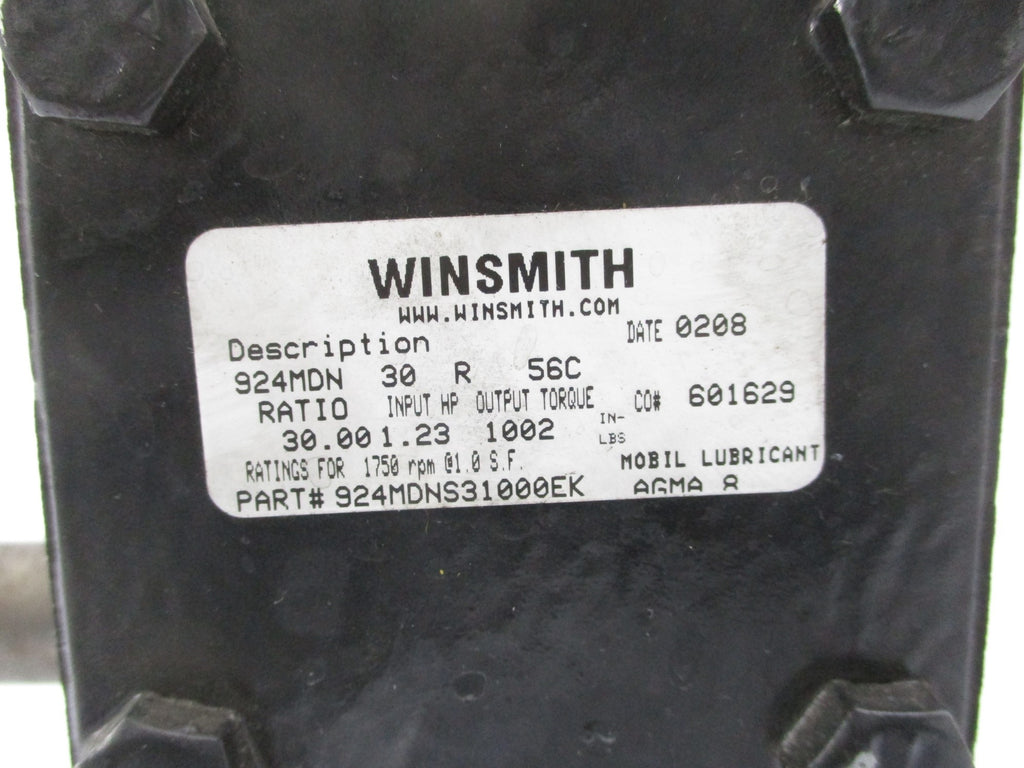 WINSMITH
WWW.WINSMITH.COM
Description DATE 0208
924MDN 30 R 56C
RATIO INPUT HP OUTPUT TORQUE CO# 601629
30.00 1.23 1002 IN-LBS
RATINGS FOR 1750 rpm @1.0 S.F. MOBIL LUBRICANT
PART# 924MDNS31000EK AGMA 8